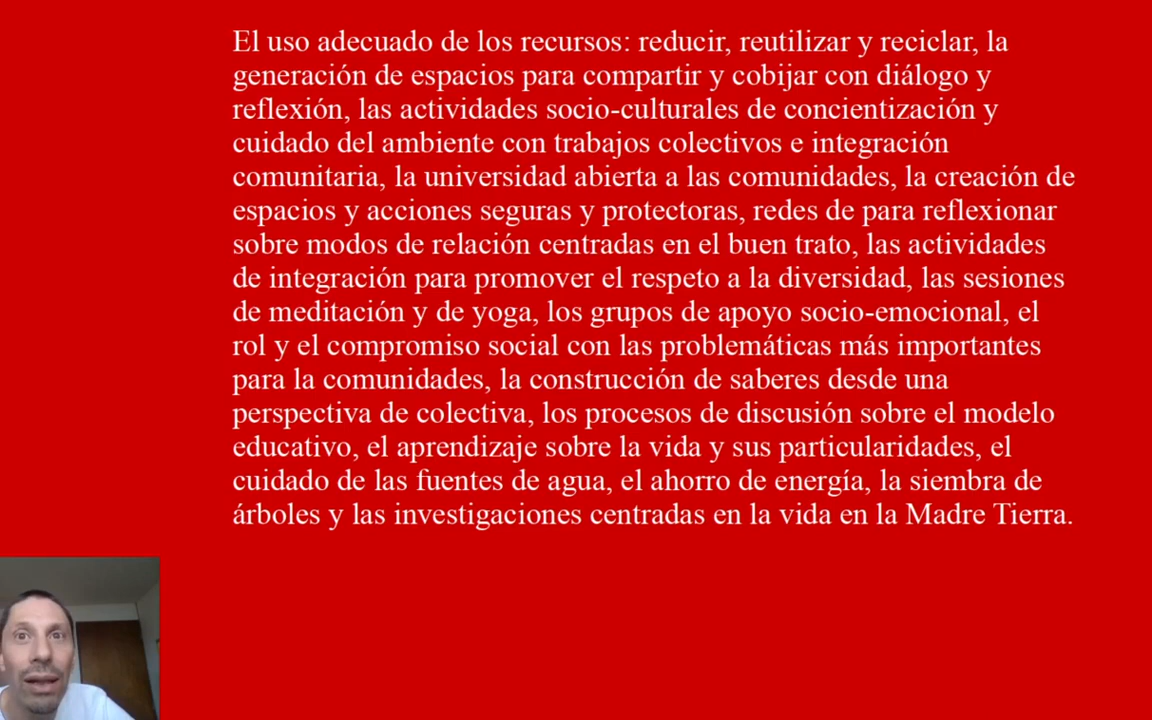 El uso adecuado de los recursos: reducir, reutilizar y reciclar, la
generación de espacios para compartir y cobijar con diálogo y
reflexión, las actividades socio-culturales de concientización y
cuidado del ambiente con trabajos colectivos e integración
comunitaria, la universidad abierta a las comunidades, la creación de
espacios y acciones seguras y protectoras, redes de para reflexionar
sobre modos de relación centradas en el buen trato, las actividades
de integración para promover el respeto a la diversidad, las sesiones
de meditación y de yoga, los grupos de apoyo socio-emocional, el
rol y el compromiso social con las problemáticas más importantes
para la comunidades, la construcción de saberes desde una
perspectiva de colectiva, los procesos de discusión sobre el modelo
educativo, el aprendizaje sobre la vida y sus particularidades, el
cuidado de las fuentes de agua, el ahorro de energía, la siembra de
árboles y las investigaciones centradas en la vida en la Madre Tierra.